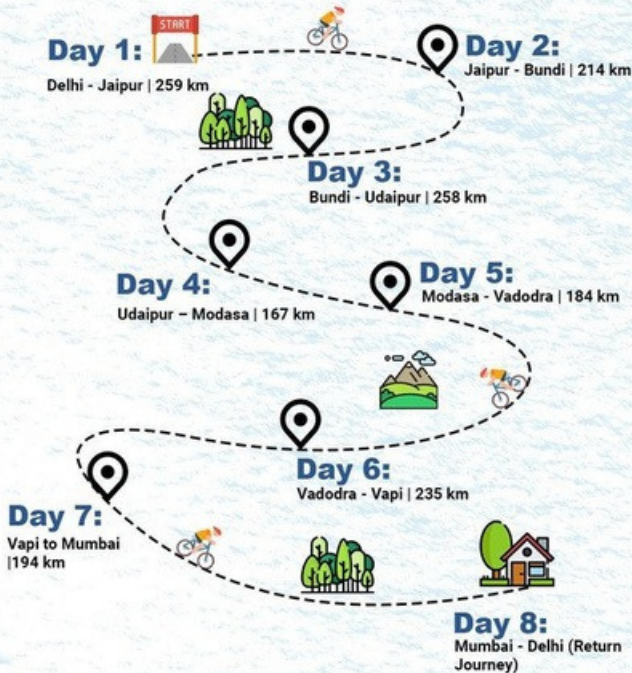 START
Day 1:
Delhi - Jaipur | 259 km
Day 2:
Jaipur - Bundi | 214 km
Day 3:
Bundi - Udaipur | 258 km
Day 4:
Udaipur – Modasa | 167 km
Day 5:
Modasa - Vadodra | 184 km
Day 6:
Vadodra - Vapi | 235 km
Day 7:
Vapi to Mumbai
|194 km
Day 8:
Mumbai - Delhi (Return
Journey)